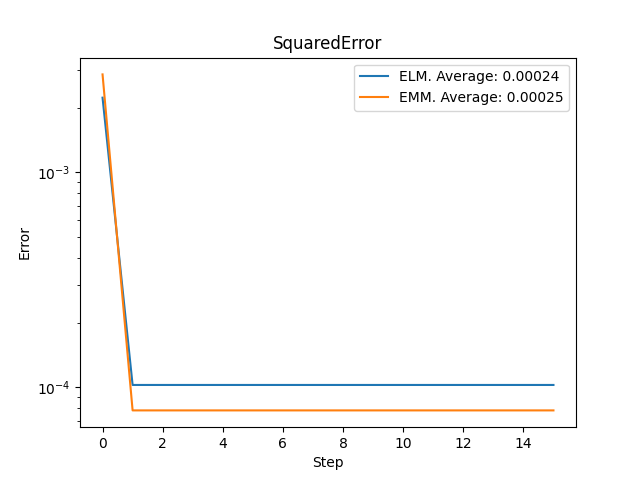 SquaredError
ELM. Average: 0.00024
EMM. Average: 0.00025
10⁻³
10⁻⁴
Error
0 2 4 6 8 10 12 14
Step